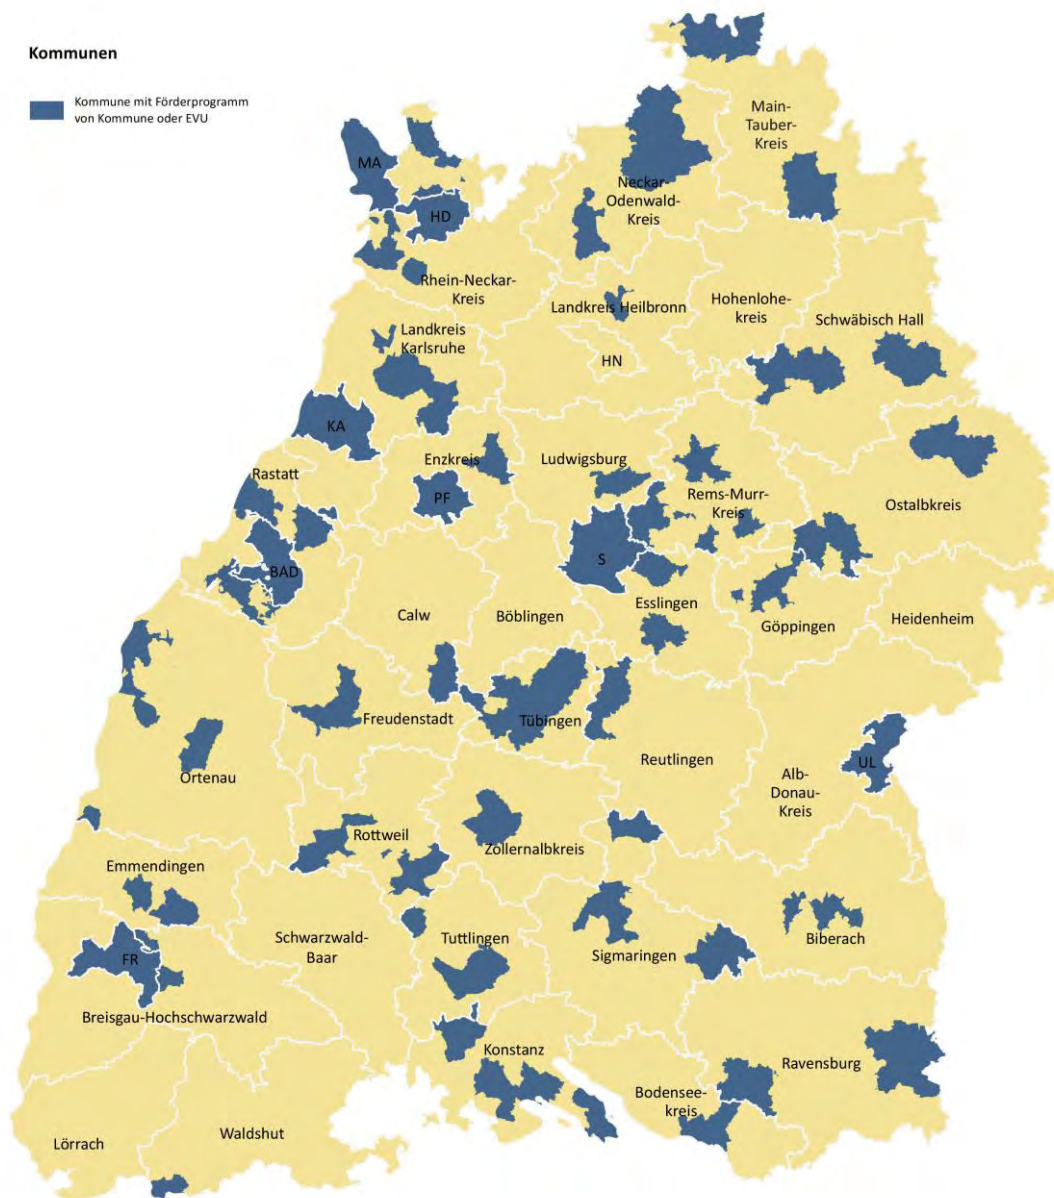 Kommunen
Kommune mit Förderprogramm
von Kommune oder EVU
Main-
Tauber-
Kreis
MA
HD
Neckar-
Odenwald-
Kreis
Rhein-Neckar-
Kreis
Landkreis Heilbronn
Hohenlohe-
kreis
Schwäbisch Hall
Landkreis
Karlsruhe
HN
KA
Enzkreis
Ludwigsburg
Rastatt
PF
Rems-Murr-
Kreis
Ostalbkreis
S
BAD
Esslingen
Calw
Böblingen
Göppingen
Heidenheim
Freudenstadt
Tübingen
Reutlingen
UL
Ortenau
Alb-
Donau-
Kreis
Rottweil
Zollernalbkreis
Emmendingen
Schwarzwald-
Baar
Tuttlingen
Sigmaringen
Biberach
FR
Breisgau-Hochschwarzwald
Konstanz
Ravensburg
Bodensee-
kreis
Lörrach
Waldshut